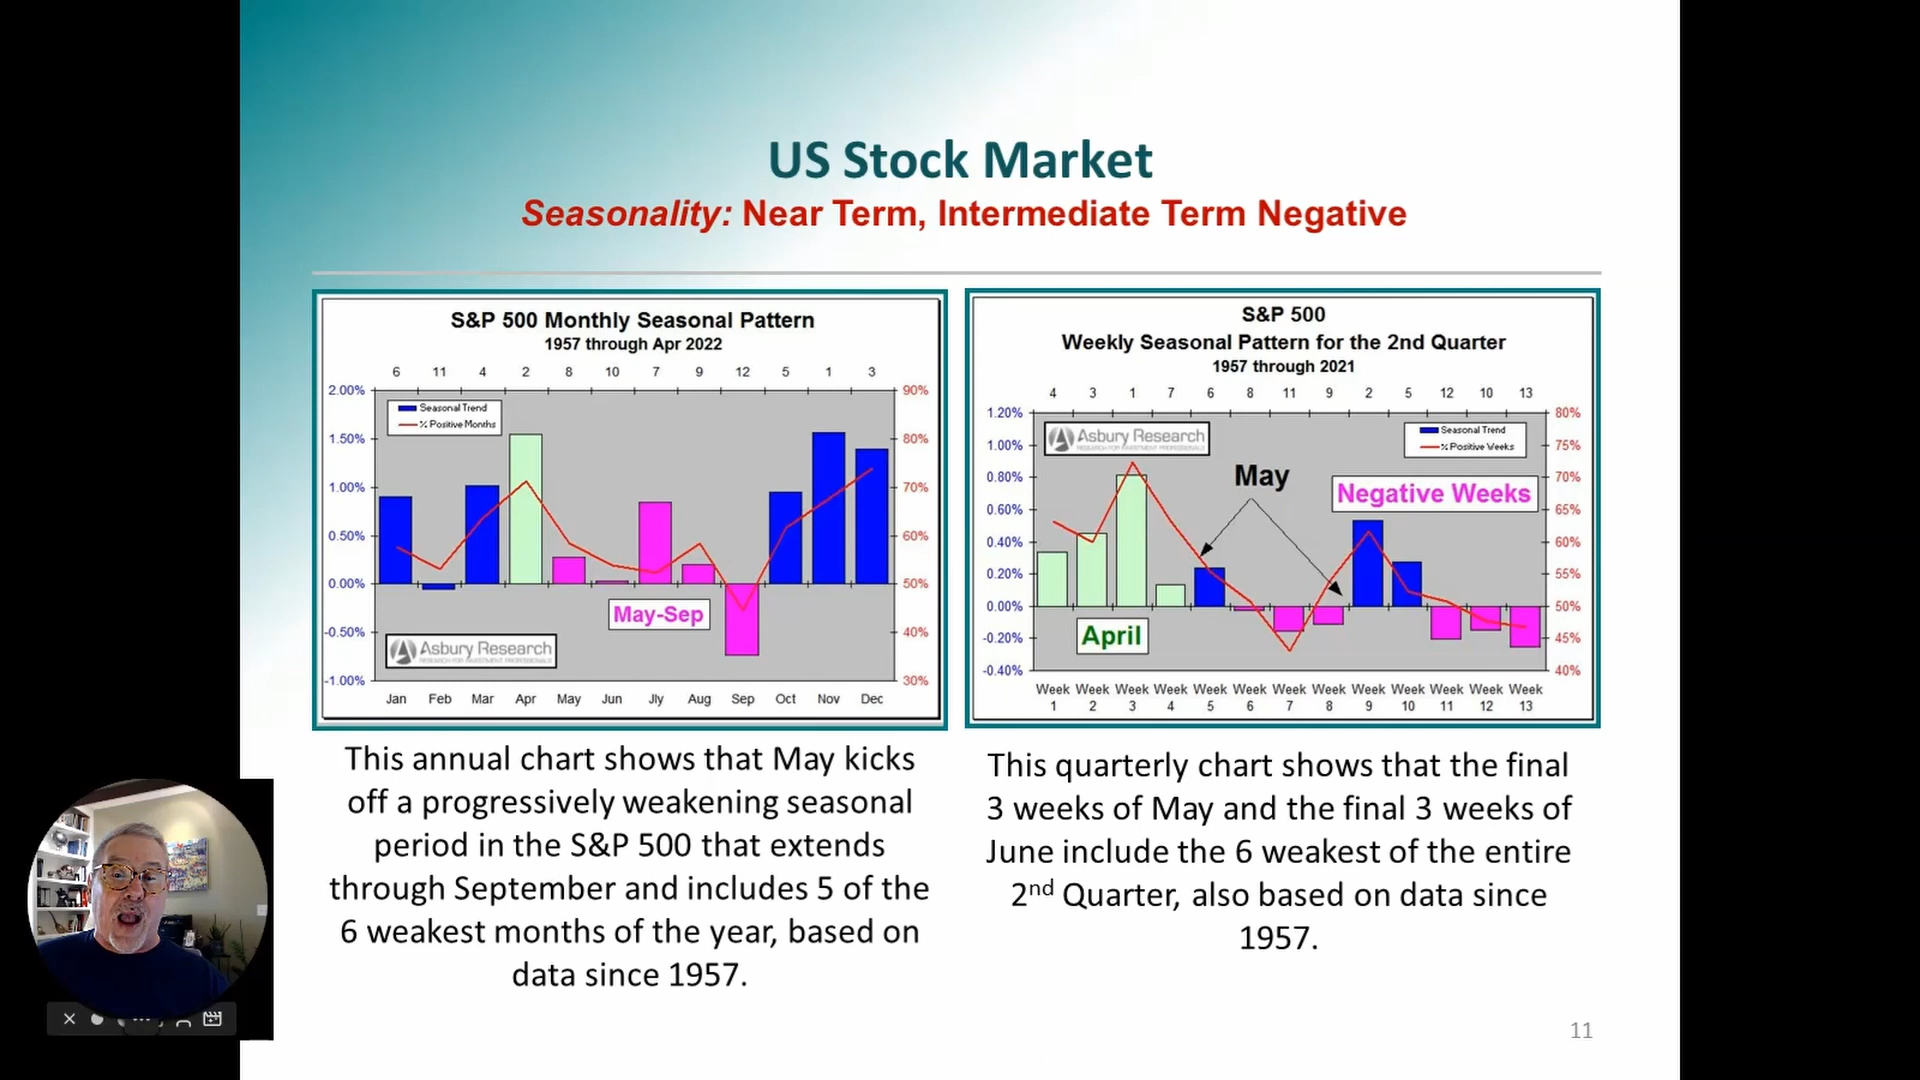 US Stock Market
Seasonality: Near Term, Intermediate Term Negative
S&P 500 Monthly Seasonal Pattern
1957 through Apr 2022
6 11 4 2 8 10 7 9 12 5 1 3
2.00% 90%
Seasonal Trend
% Positive Months
1.50% 80%
1.00% 70%
0.50% 60%
0.00% 50%
May-Sep
-0.50% 40%
Asbury Research
RESEARCH FOR INVESTMENT PROFESSIONALS
-1.00% 30%
Jan Feb Mar Apr May Jun Jly Aug Sep Oct Nov Dec
This annual chart shows that May kicks
off a progressively weakening seasonal
period in the S&P 500 that extends
through September and includes 5 of the
6 weakest months of the year, based on
data since 1957.
S&P 500
Weekly Seasonal Pattern for the 2nd Quarter
1957 through 2021
4 3 1 7 6 8 11 9 2 5 12 10 13
1.20% 80%
Asbury Research
RESEARCH FOR INVESTMENT PROFESSIONALS
Seasonal Trend
% Positive Weeks
1.00% 75%
0.80% 70%
May
Negative Weeks
0.60% 65%
0.40% 60%
0.20% 55%
0.00% 50%
-0.20% 45%
April
-0.40% 40%
Week Week Week Week Week Week Week Week Week Week Week Week Week
1 2 3 4 5 6 7 8 9 10 11 12 13
This quarterly chart shows that the final
3 weeks of May and the final 3 weeks of
June include the 6 weakest of the entire
2nd Quarter, also based on data since
1957.
11